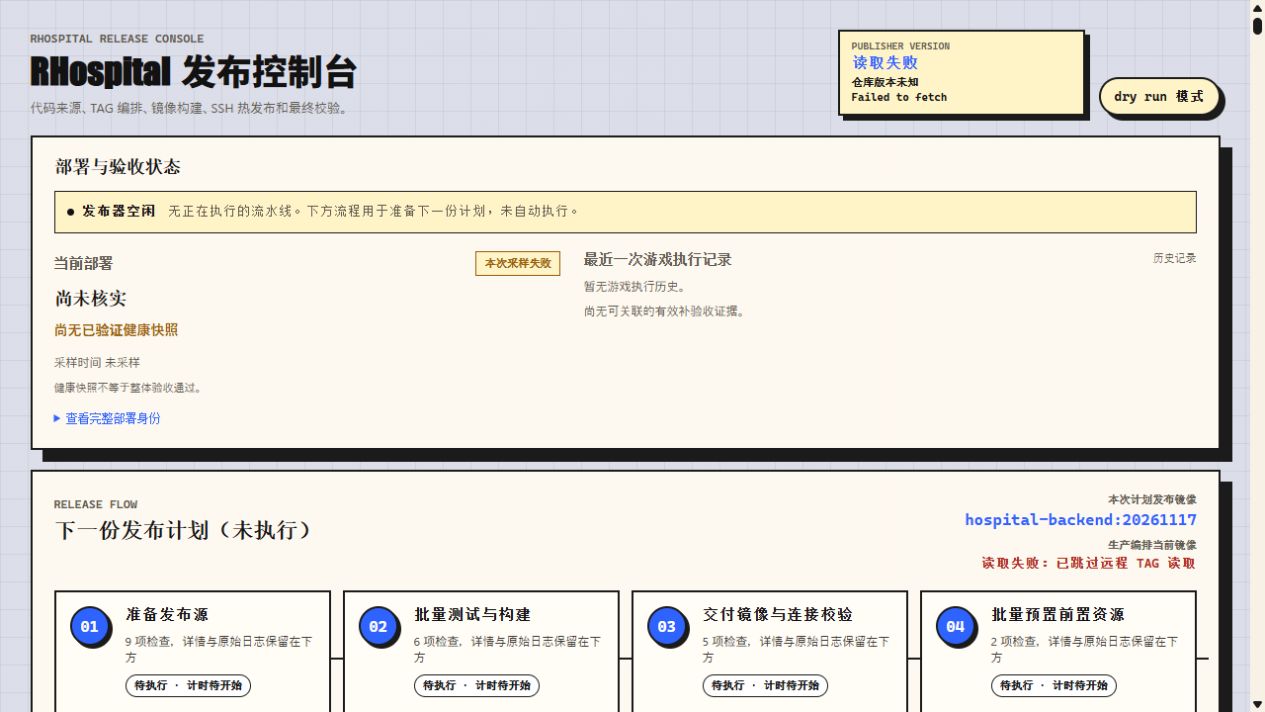 RHOSPITAL RELEASE CONSOLE
RHospital 发布控制台
代码来源、TAG 编排、镜像构建、SSH 热发布和最终校验。
PUBLISHER VERSION
读取失败
仓库版本未知
Failed to fetch
dry run 模式
部署与验收状态
发布器空闲 无正在执行的流水线。下方流程用于准备下一份计划，未自动执行。
当前部署
本次采样失败
尚未核实
尚无已验证健康快照
采样时间 未采样
健康快照不等于整体验收通过。
查看完整部署身份
最近一次游戏执行记录
历史记录
暂无游戏执行历史。
尚无可关联的有效补验收证据。
RELEASE FLOW
下一份发布计划（未执行）
本次计划发布镜像
hospital-backend:20261117
生产编排当前镜像
读取失败：已跳过远程 TAG 读取
01
准备发布源
9 项检查，详情与原始日志保留在下
方
待执行 · 计时待开始
02
批量测试与构建
6 项检查，详情与原始日志保留在下
方
待执行 · 计时待开始
03
交付镜像与连接校验
5 项检查，详情与原始日志保留在下
方
待执行 · 计时待开始
04
批量预置前置资源
2 项检查，详情与原始日志保留在下
方
待执行 · 计时待开始